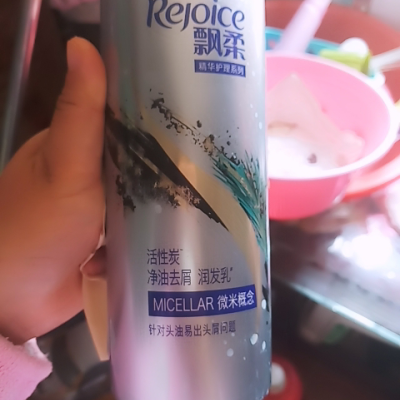 Rejoice
飘柔
精华护理系列
活性炭
净油去屑 润发乳
MICELLAR 微米概念
针对头油易出头屑问题